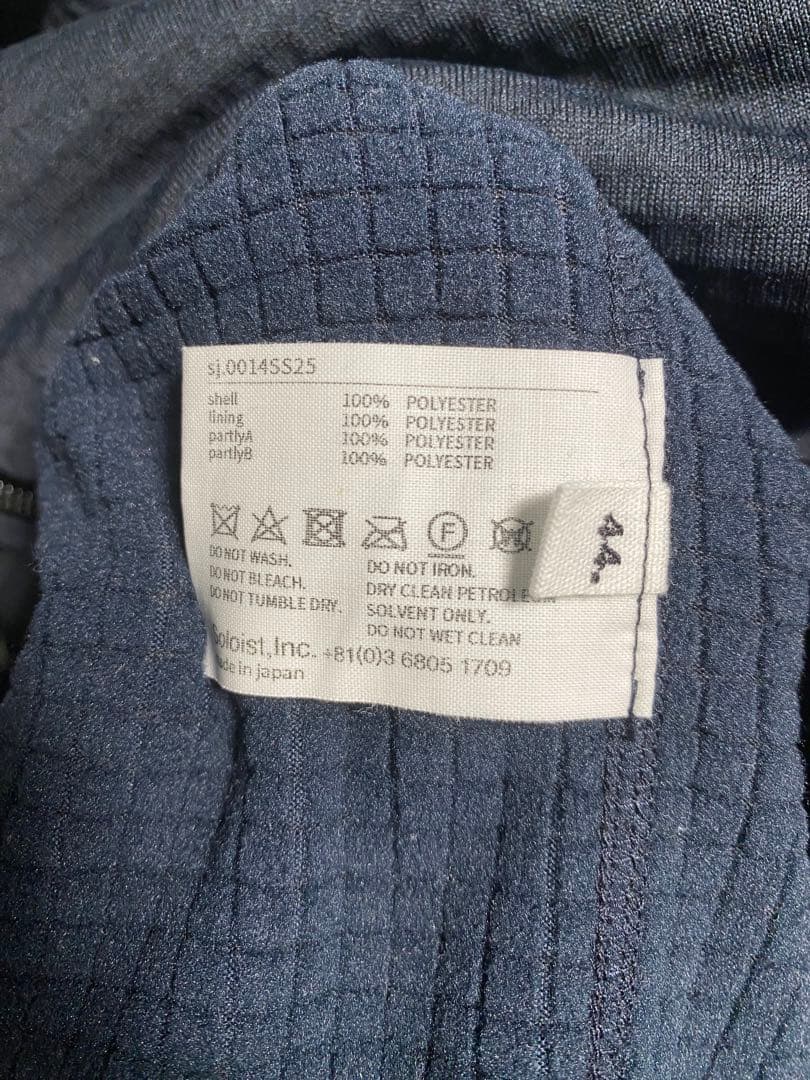 sj.0014SS25
shell 100% POLYESTER
lining 100% POLYESTER
partlyA 100% POLYESTER
partlyB 100% POLYESTER
F W
DO NOT WASH.
DO NOT BLEACH.
DO NOT TUMBLE DRY.
DO NOT IRON.
DRY CLEAN PETROLEUM
SOLVENT ONLY.
DO NOT WET CLEAN
Soloist,Inc. +81(0)3 6805 1709
made in japan
44.